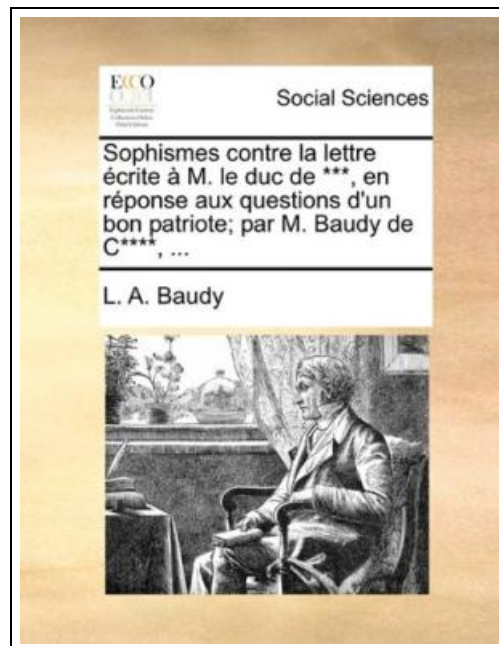 ECCO
Social Sciences
Sophismes contre la lettre
écrite à M. le duc de ***, en
réponse aux questions d'un
bon patriote; par M. Baudy de
C****, ...
L. A. Baudy